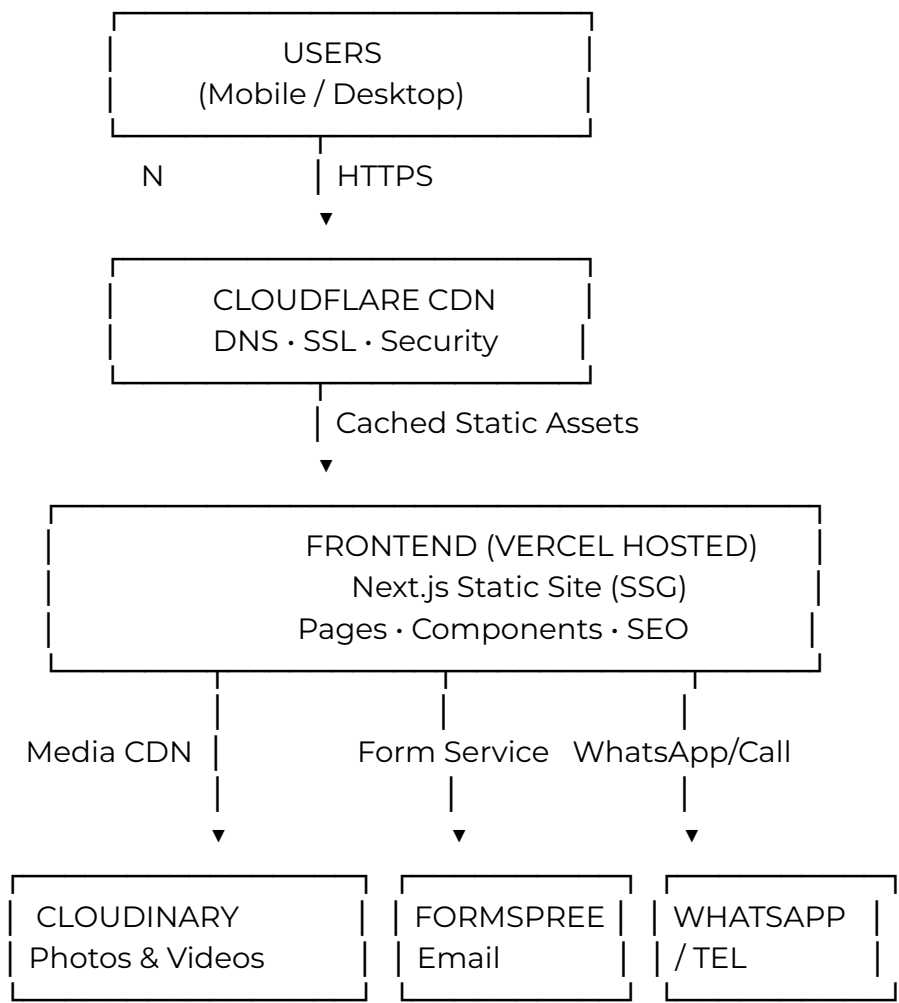 USERS
(Mobile / Desktop)
N HTTPS
CLOUDFLARE CDN
DNS · SSL · Security
Cached Static Assets
FRONTEND (VERCEL HOSTED)
Next.js Static Site (SSG)
Pages · Components · SEO
Media CDN Form Service WhatsApp/Call
CLOUDINARY FORMSPREE WHATSAPP
Photos & Videos Email / TEL